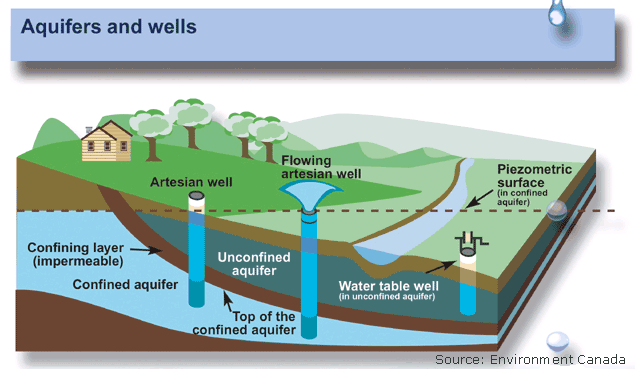 Aquifers and wells
Flowing
artesian well
Artesian well
Piezometric
surface
(in confined
aquifer)
Confining layer
(impermeable)
Unconfined
aquifer
Confined aquifer
Water table well
(in unconfined aquifer)
Top of the
confined aquifer
Source: Environment Canada